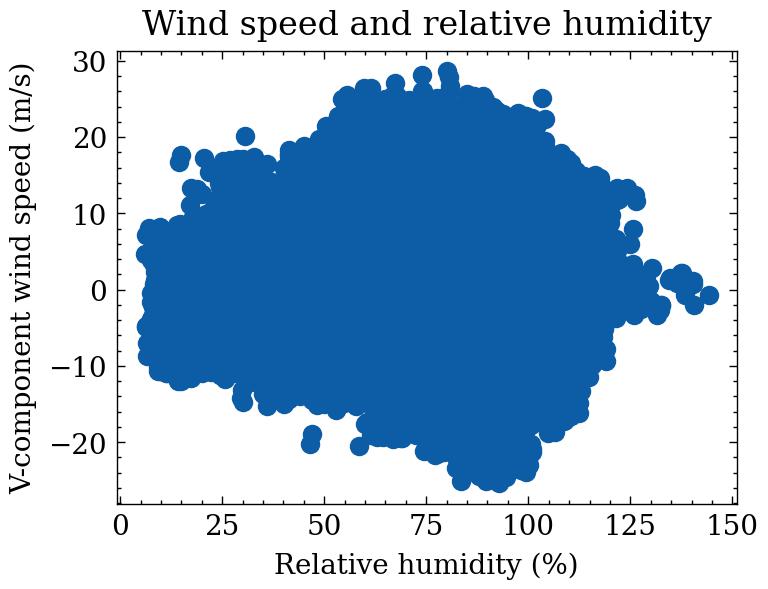 Wind speed and relative humidity
V-component wind speed (m/s)
30
20
10
0
−10
−20
0 25 50 75 100 125 150
Relative humidity (%)